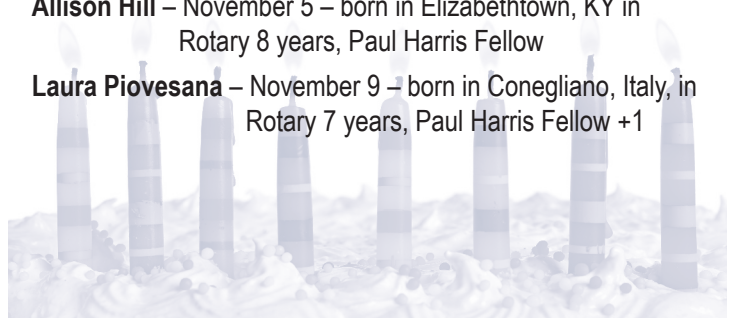 Allison Hill – November 5 – born in Elizabethtown, KY in
Rotary 8 years, Paul Harris Fellow
Laura Piovesana – November 9 – born in Conegliano, Italy, in
Rotary 7 years, Paul Harris Fellow +1